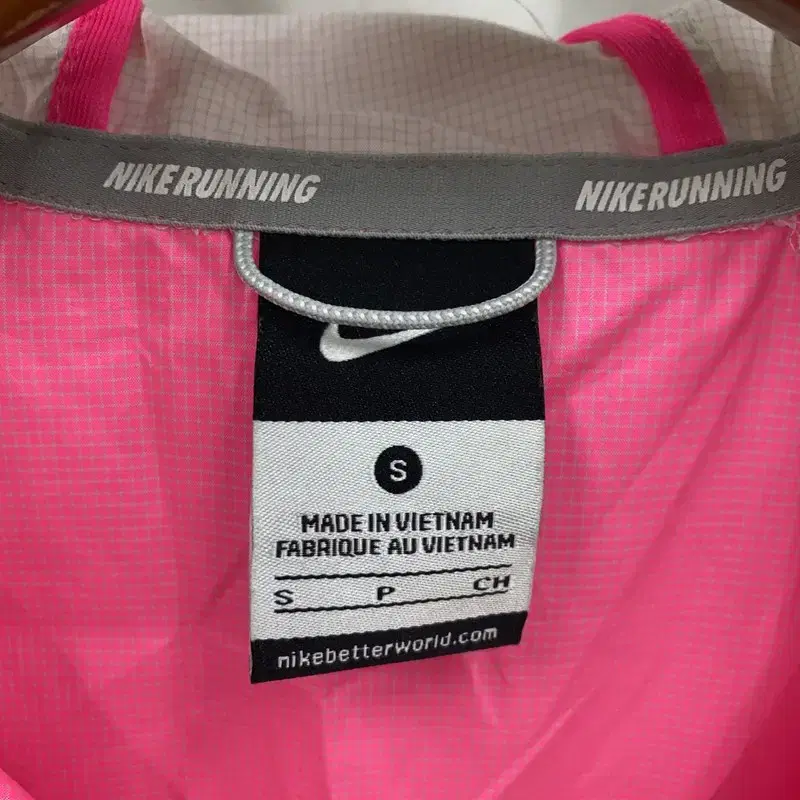 NIKERUNNING NIKERUNNING
S
MADE IN VIETNAM
FABRIQUE AU VIETNAM
S P CH
nikebetterworld.com